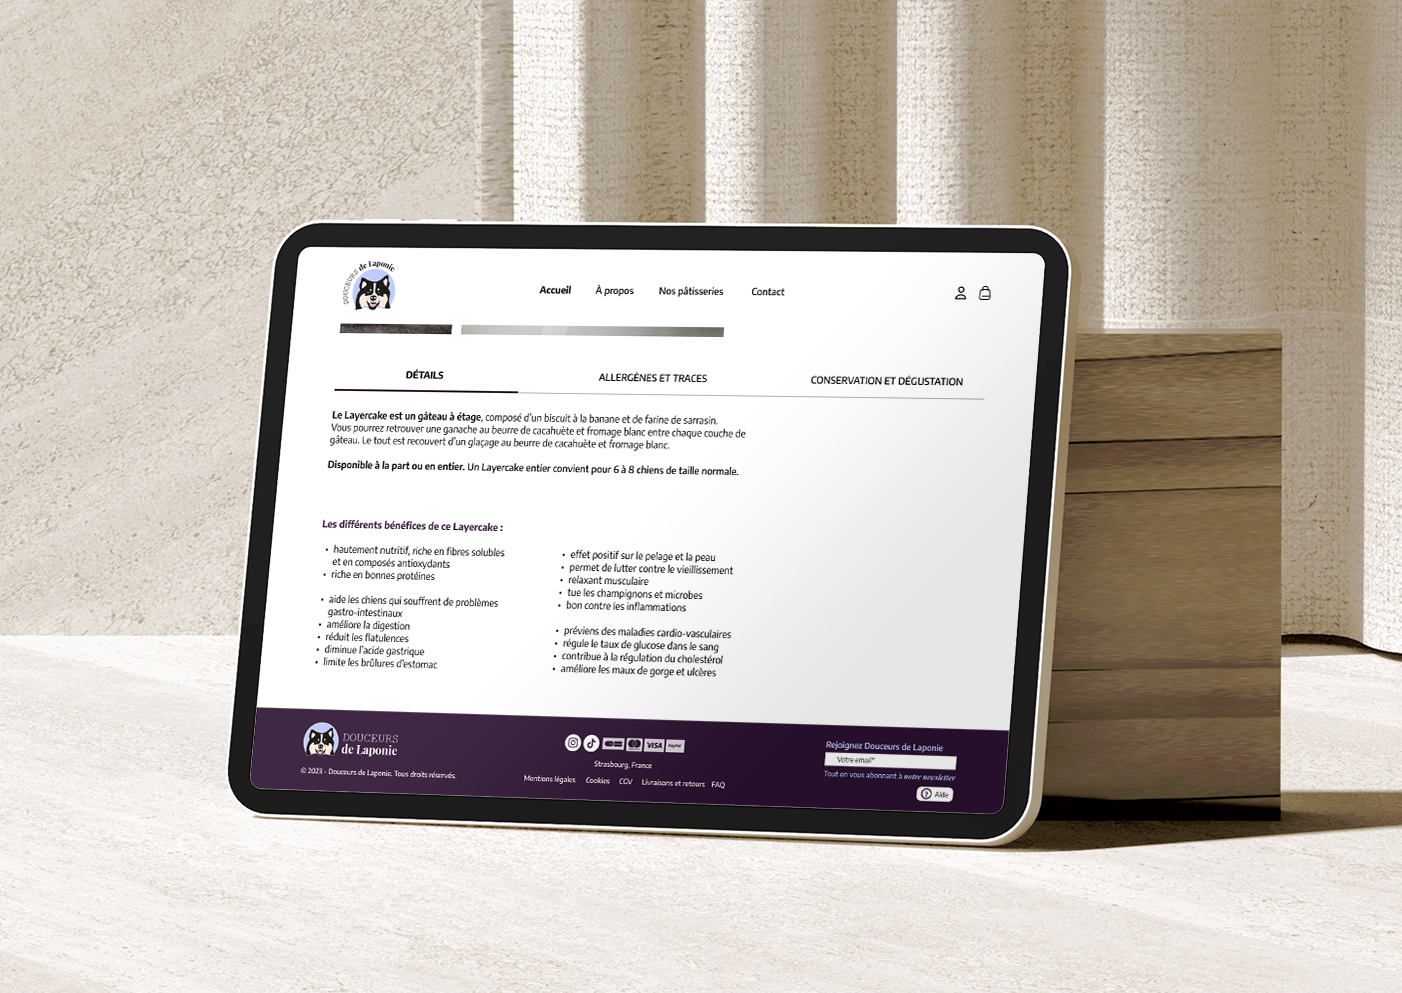 DOUCEURS de Laponie
Accueil
À propos
Nos pâtisseries
Contact
DÉTAILS
ALLERGÈNES ET TRACES
CONSERVATION ET DÉGUSTATION
Le Layercake est un gâteau à étage, composé d'un biscuit à la banane et de farine de sarrasin.
Vous pourrez retrouver une ganache au beurre de cacahuète et fromage blanc entre chaque couche de
gâteau. Le tout est recouvert d'un glaçage au beurre de cacahuète et fromage blanc.
Disponible à la part ou en entier. Un Layercake entier convient pour 6 à 8 chiens de taille normale.
Les différents bénéfices de ce Layercake :
• hautement nutritif, riche en fibres solubles
et en composés antioxydants
• riche en bonnes protéines
• aide les chiens qui souffrent de problèmes
gastro-intestinaux
• améliore la digestion
• réduit les flatulences
• diminue l'acide gastrique
• limite les brûlures d'estomac
• effet positif sur le pelage et la peau
• permet de lutter contre le vieillissement
• relaxant musculaire
• tue les champignons et microbes
• bon contre les inflammations
• préviens des maladies cardio-vasculaires
• régule le taux de glucose dans le sang
• contribue à la régulation du cholestérol
• améliore les maux de gorge et ulcères
DOUCEURS
de Laponie
© 2023 - Douceurs de Laponie. Tous droits réservés.
VISA
PayPal
Strasbourg, France
Mentions légales
Cookies
CGV
Livraisons et retours
FAQ
Rejoignez Douceurs de Laponie
Votre email*
Tout en vous abonnant à notre newsletter
? Aide